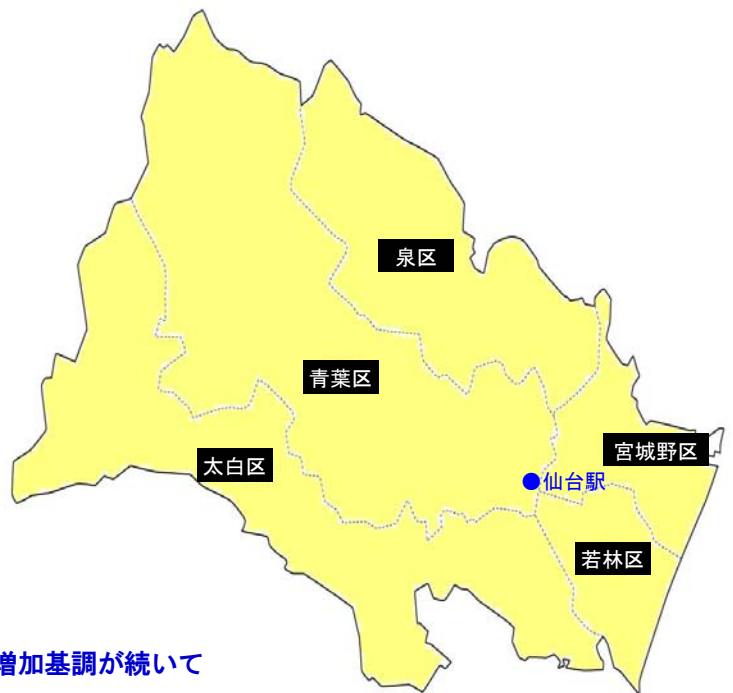 泉区
青葉区
宮城野区
太白区
仙台駅
若林区
増加基調が続いて